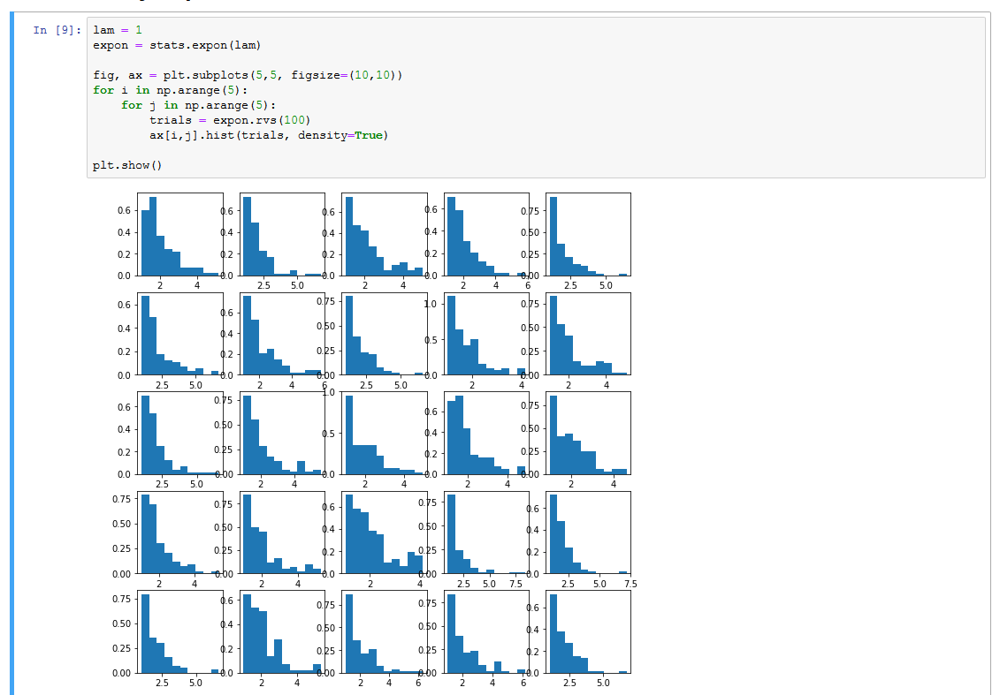 In [9]:
lam = 1
expon = stats.expon(lam)
fig, ax = plt.subplots(5,5, figsize=(10,10))
for i in np.arange(5):
    for j in np.arange(5):
        trials = expon.rvs(100)
        ax[i,j].hist(trials, density=True)
plt.show()
0.6 0.6 0.6 0.6 0.75
0.4 0.4 0.4 0.4 0.50
0.2 0.2 0.2 0.2 0.25
0.0 0.0 0.0 0.0 0.00
2 4 2.5 5.0 2 4 2 4 6 2.5 5.0
0.6 0.6 0.75 1.0 0.75
0.4 0.4 0.50 0.5 0.50
0.2 0.2 0.25 0.25
0.0 0.0 0.00 0.0 0.00
2.5 5.0 2 4 6 2.5 5.0 2 4 2 4
0.6 0.75 1.0 0.6 0.75
0.4 0.50 0.5 0.4 0.50
0.2 0.25 0.2 0.25
0.0 0.00 0.0 0.0 0.00
2.5 5.0 2 4 2 4 2 4 2 4
0.75 0.75 0.6 0.75 0.6
0.50 0.50 0.4 0.50 0.4
0.25 0.25 0.2 0.25 0.2
0.00 0.00 0.0 0.00 0.0
2 4 2 4 2 4 2.5 5.0 7.5 2.5 5.0 7.5
0.75 0.6 0.75 0.75 0.6
0.50 0.4 0.50 0.50 0.4
0.25 0.2 0.25 0.25 0.2
0.00 0.0 0.00 0.00 0.0
2.5 5.0 2 4 2 4 6 2 4 6 2.5 5.0